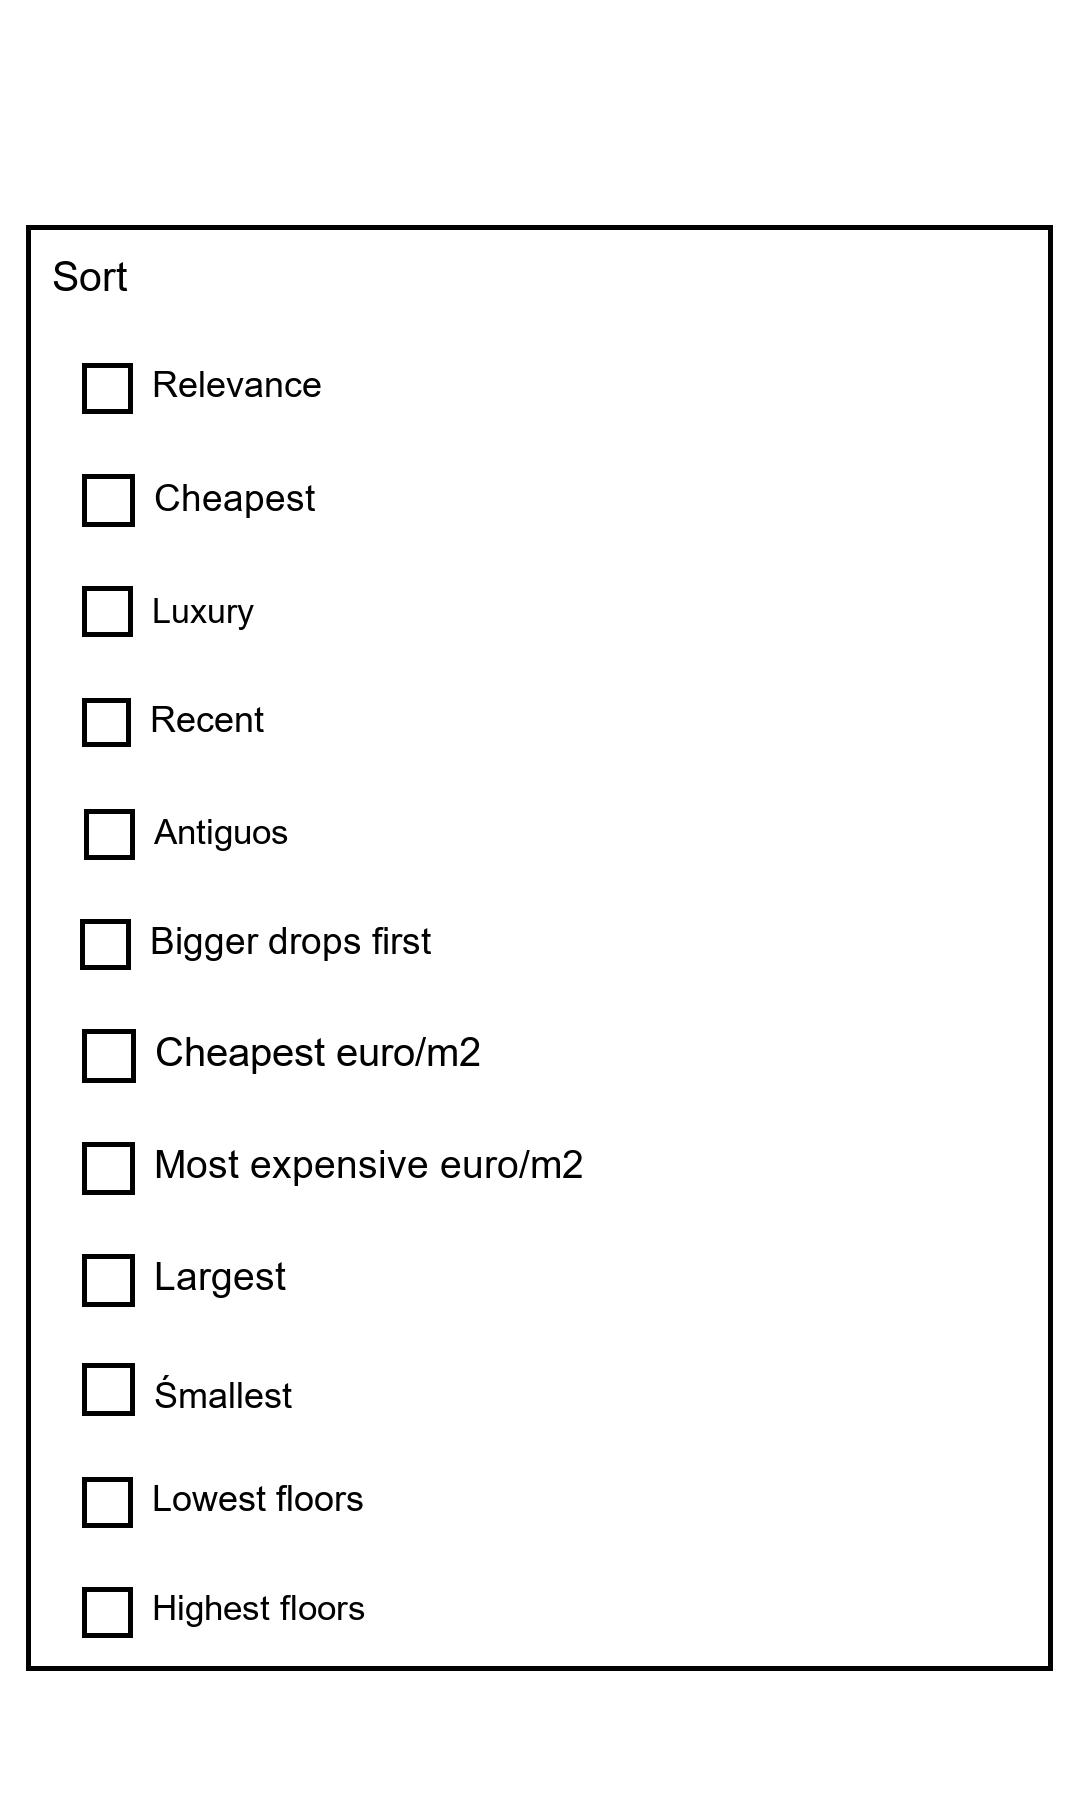 Sort
Relevance
Cheapest
Luxury
Recent
Antiguos
Bigger drops first
Cheapest euro/m2
Most expensive euro/m2
Largest
Śmallest
Lowest floors
Highest floors